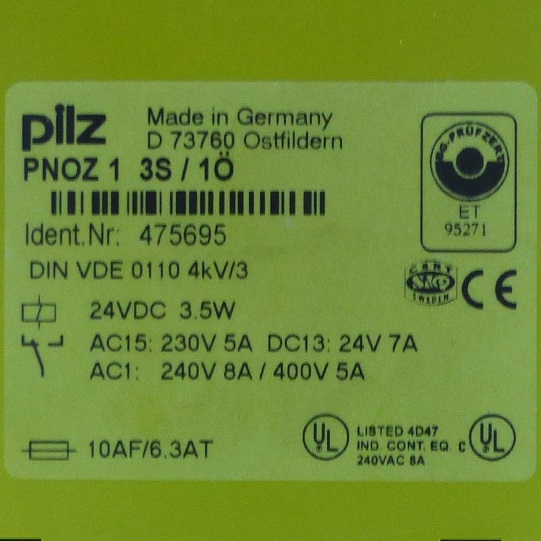 pilz
Made in Germany
D 73760 Ostfildern
PNOZ 1 3S / 1Ö
Ident.Nr: 475695
DIN VDE 0110 4kV/3
24VDC 3.5W
AC15: 230V 5A DC13: 24V 7A
AC1: 240V 8A / 400V 5A
10AF/6.3AT
BG-PRÜFZERT
ET
95271
CERT
SWEDEN
CE
UL
LISTED 4D47
IND. CONT. EQ.
240VAC 8A
C UL